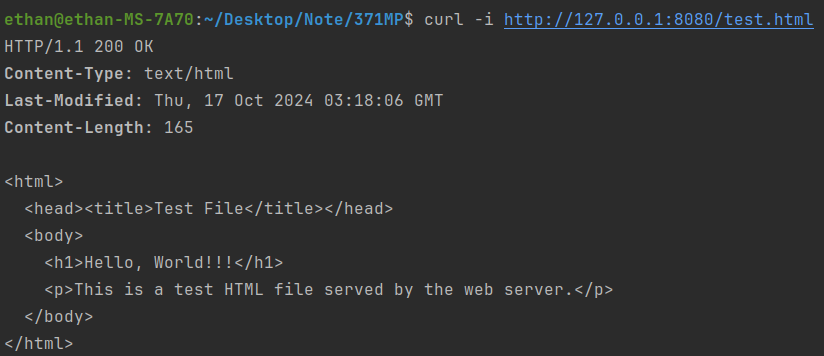 ethan@ethan-MS-7A70:~/Desktop/Note/371MP$ curl -i http://127.0.0.1:8080/test.html
HTTP/1.1 200 OK
Content-Type: text/html
Last-Modified: Thu, 17 Oct 2024 03:18:06 GMT
Content-Length: 165

<html>
  <head><title>Test File</title></head>
  <body>
    <h1>Hello, World!!!</h1>
    <p>This is a test HTML file served by the web server.</p>
  </body>
</html>